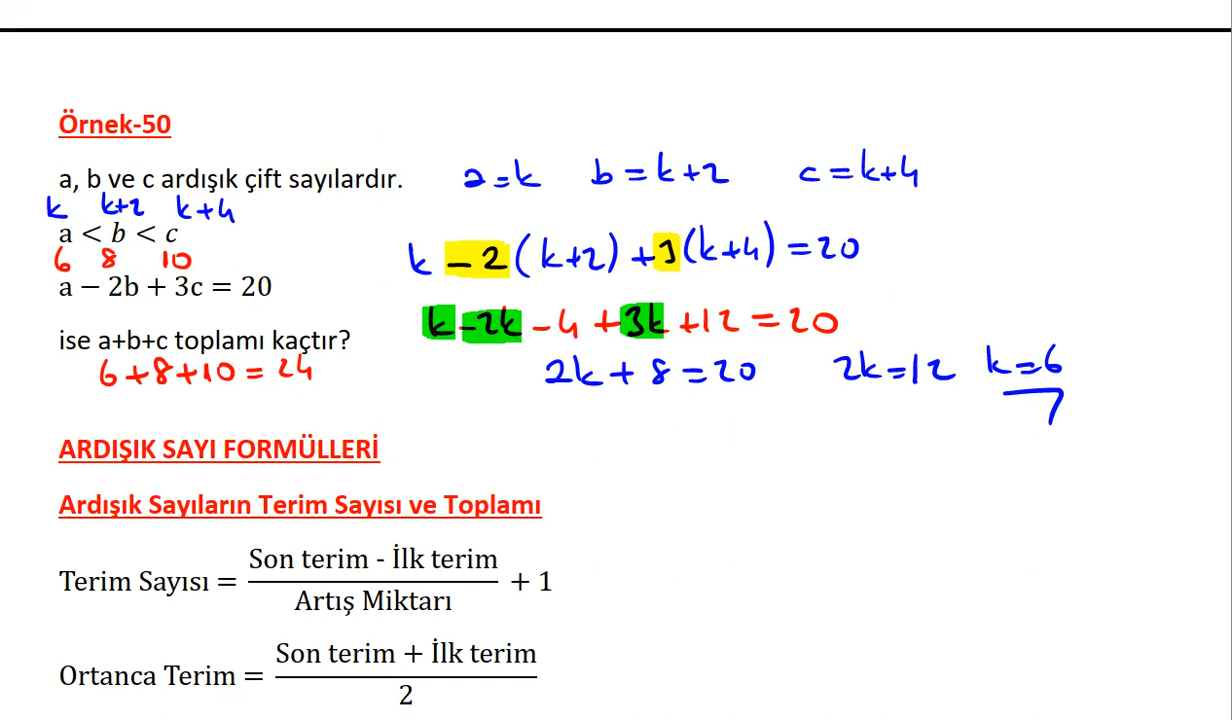 Örnek-50
a, b ve c ardışık çift sayılardır.
a=k b=k+2 c=k+4
k k+2 k+4
a < b < c
k -2(k+2)+3(k+4)=20
6 8 10
a − 2b + 3c = 20
k-2k-4+3k+12=20
ise a+b+c toplamı kaçtır?
6+8+10=24
2k+8=20 2k=12 k=6
ARDIŞIK SAYI FORMÜLLERİ
Ardışık Sayıların Terim Sayısı ve Toplamı
Terim Sayısı = (Son terim - İlk terim) / (Artış Miktarı) + 1
Ortanca Terim = (Son terim + İlk terim) / 2